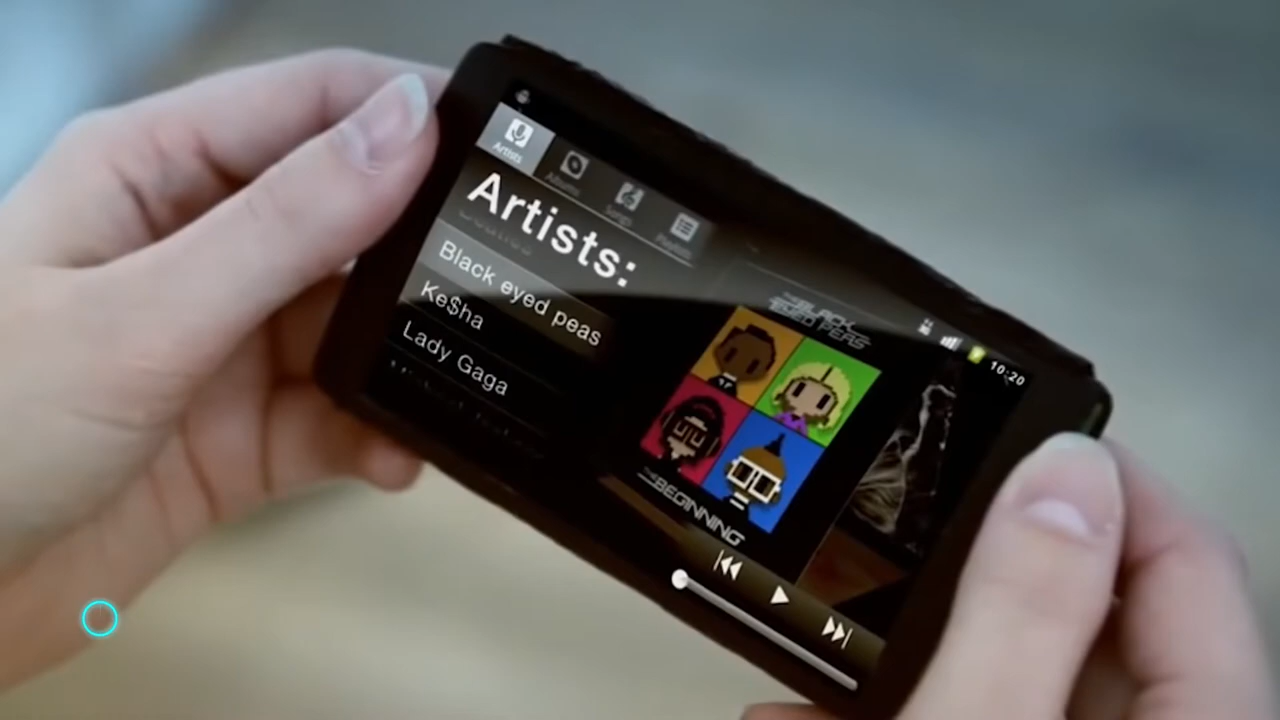 Artists
Albums
Songs
Playlists
Artists:
Black eyed peas
Ke$ha
Lady Gaga
THE BLACK
EYED PEAS
THE BEGINNING
10:20